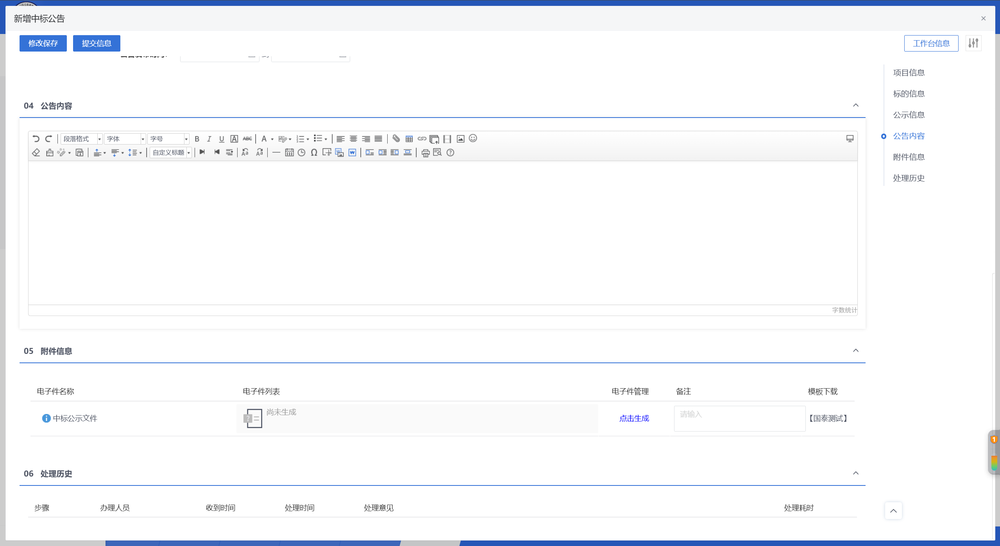 新增中标公告
修改保存 提交信息 工作台信息
到
项目信息
标的信息
公示信息
公告内容
附件信息
处理历史
04 公告内容
段落格式 字体 字号 B I U A ABC A
自定义标题
字数统计
05 附件信息
电子件名称 电子件列表 电子件管理 备注 模板下载
中标公示文件 尚未生成 点击生成 请输入 【国泰测试】
06 处理历史
步骤 办理人员 收到时间 处理时间 处理意见 处理耗时
1